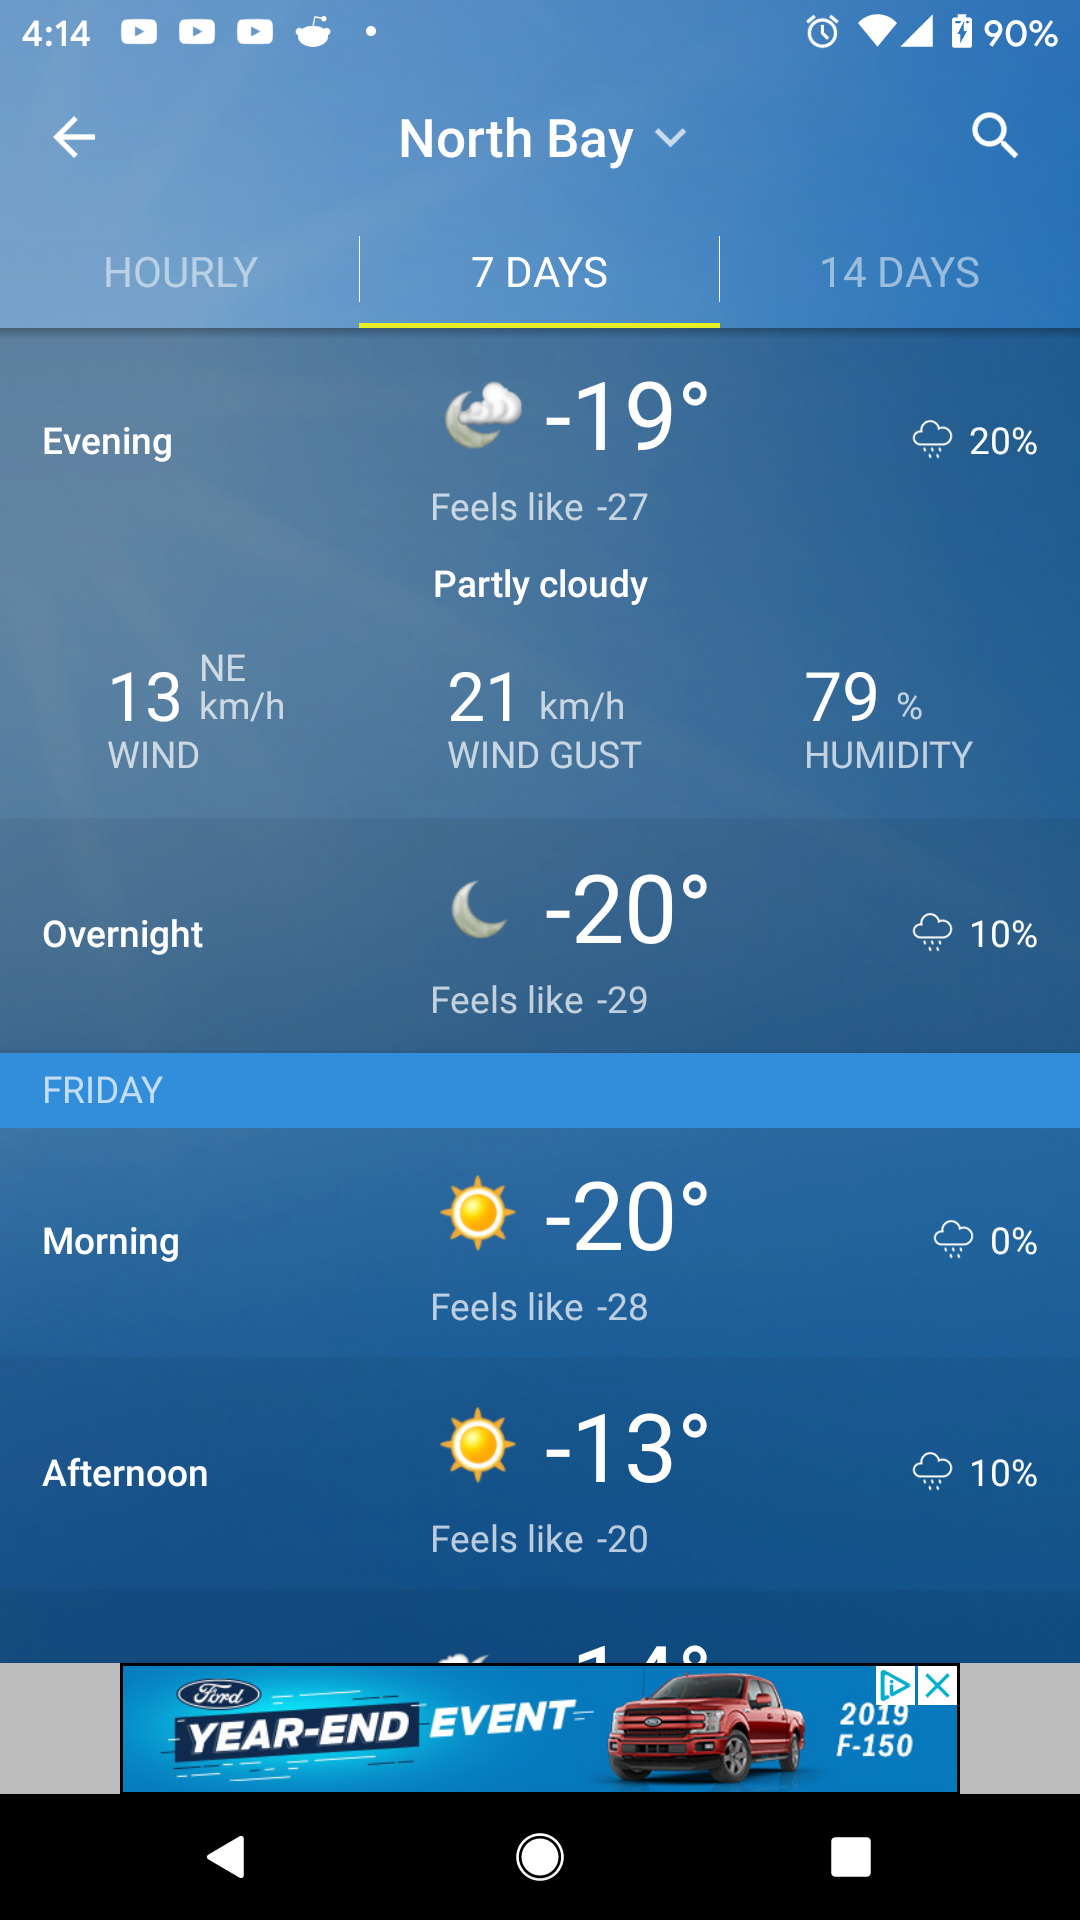 4:14 90%
North Bay
HOURLY 7 DAYS 14 DAYS
Evening -19° 20%
Feels like -27
Partly cloudy
13 NE km/h 21 km/h 79 %
WIND WIND GUST HUMIDITY
Overnight -20° 10%
Feels like -29
FRIDAY
Morning -20° 0%
Feels like -28
Afternoon -13° 10%
Feels like -20
Ford
YEAR-END EVENT
2019
F-150